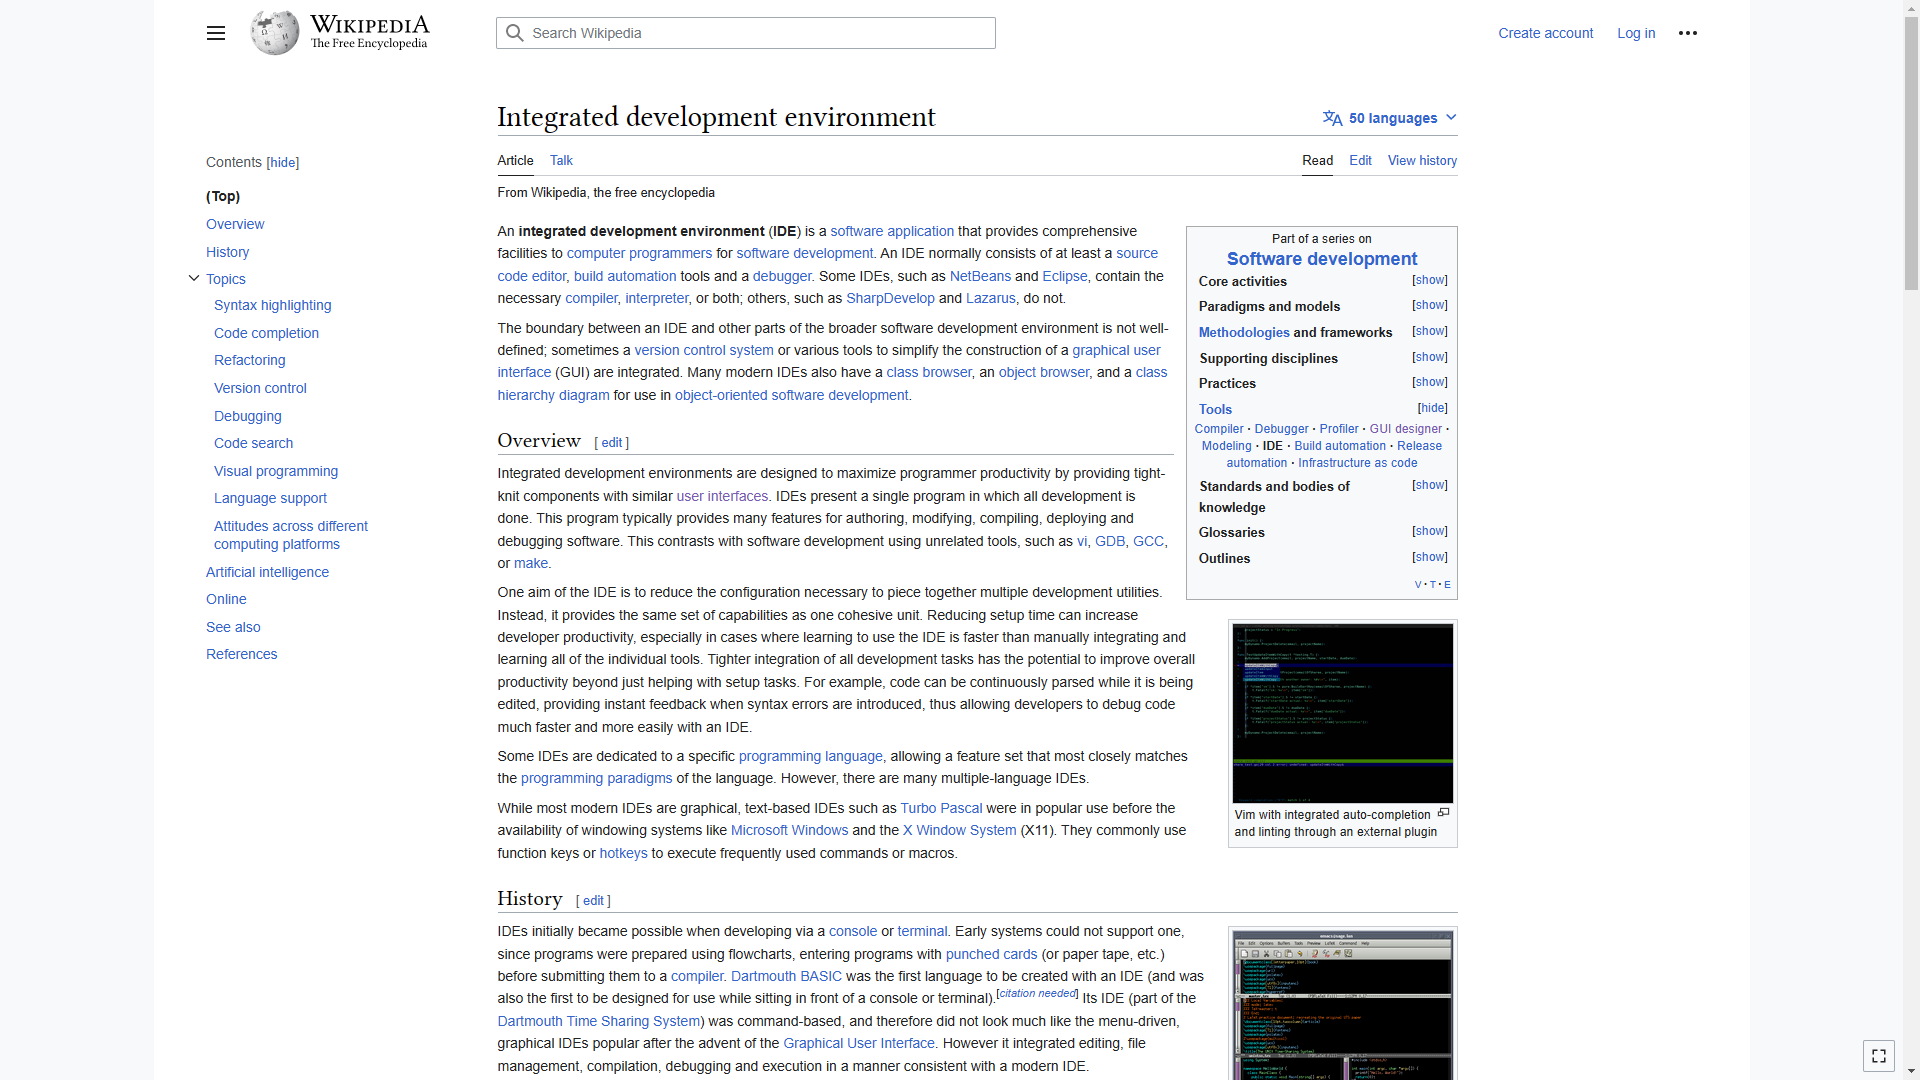 WIKIPEDIA
The Free Encyclopedia
Search Wikipedia
Create account
Log in
Contents [hide]
(Top)
Overview
History
Topics
Syntax highlighting
Code completion
Refactoring
Version control
Debugging
Code search
Visual programming
Language support
Attitudes across different
computing platforms
Artificial intelligence
Online
See also
References
Integrated development environment
50 languages
Article Talk
Read Edit View history
From Wikipedia, the free encyclopedia
An integrated development environment (IDE) is a software application that provides comprehensive
facilities to computer programmers for software development. An IDE normally consists of at least a source
code editor, build automation tools and a debugger. Some IDEs, such as NetBeans and Eclipse, contain the
necessary compiler, interpreter, or both; others, such as SharpDevelop and Lazarus, do not.
The boundary between an IDE and other parts of the broader software development environment is not well-
defined; sometimes a version control system or various tools to simplify the construction of a graphical user
interface (GUI) are integrated. Many modern IDEs also have a class browser, an object browser, and a class
hierarchy diagram for use in object-oriented software development.
Part of a series on
Software development
Core activities [show]
Paradigms and models [show]
Methodologies and frameworks [show]
Supporting disciplines [show]
Practices [show]
Tools [hide]
Compiler · Debugger · Profiler · GUI designer ·
Modeling · IDE · Build automation · Release
automation · Infrastructure as code
Standards and bodies of [show]
knowledge
Glossaries [show]
Outlines [show]
V · T · E
Overview [ edit ]
Integrated development environments are designed to maximize programmer productivity by providing tight-
knit components with similar user interfaces. IDEs present a single program in which all development is
done. This program typically provides many features for authoring, modifying, compiling, deploying and
debugging software. This contrasts with software development using unrelated tools, such as vi, GDB, GCC,
or make.
One aim of the IDE is to reduce the configuration necessary to piece together multiple development utilities.
Instead, it provides the same set of capabilities as one cohesive unit. Reducing setup time can increase
developer productivity, especially in cases where learning to use the IDE is faster than manually integrating and
learning all of the individual tools. Tighter integration of all development tasks has the potential to improve overall
productivity beyond just helping with setup tasks. For example, code can be continuously parsed while it is being
edited, providing instant feedback when syntax errors are introduced, thus allowing developers to debug code
much faster and more easily with an IDE.
Some IDEs are dedicated to a specific programming language, allowing a feature set that most closely matches
the programming paradigms of the language. However, there are many multiple-language IDEs.
While most modern IDEs are graphical, text-based IDEs such as Turbo Pascal were in popular use before the
availability of windowing systems like Microsoft Windows and the X Window System (X11). They commonly use
function keys or hotkeys to execute frequently used commands or macros.
Vim with integrated auto-completion
and linting through an external plugin
History [ edit ]
IDEs initially became possible when developing via a console or terminal. Early systems could not support one,
since programs were prepared using flowcharts, entering programs with punched cards (or paper tape, etc.)
before submitting them to a compiler. Dartmouth BASIC was the first language to be created with an IDE (and was
also the first to be designed for use while sitting in front of a console or terminal).[citation needed] Its IDE (part of the
Dartmouth Time Sharing System) was command-based, and therefore did not look much like the menu-driven,
graphical IDEs popular after the advent of the Graphical User Interface. However it integrated editing, file
management, compilation, debugging and execution in a manner consistent with a modern IDE.